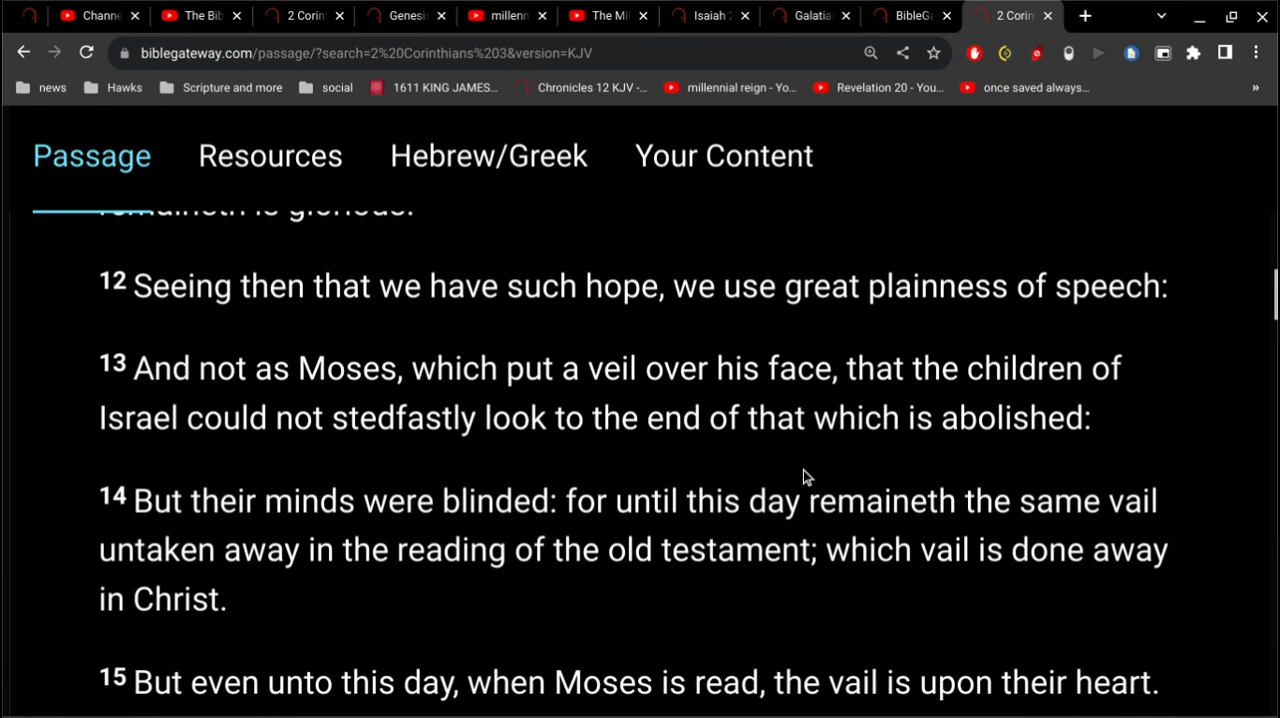 Channe The Bib 2 Corin Genesi millenn The Mi Isaiah Galatia BibleGa 2 Corin
biblegateway.com/passage/?search=2%20Corinthians%203&version=KJV
news Hawks Scripture and more social 1611 KING JAMES... Chronicles 12 KJV -... millennial reign - Yo... Revelation 20 - You... once saved always... »
Passage Resources Hebrew/Greek Your Content
remaineth is glorious.
12 Seeing then that we have such hope, we use great plainness of speech:
13 And not as Moses, which put a veil over his face, that the children of
Israel could not stedfastly look to the end of that which is abolished:
14 But their minds were blinded: for until this day remaineth the same vail
untaken away in the reading of the old testament; which vail is done away
in Christ.
15 But even unto this day, when Moses is read, the vail is upon their heart.